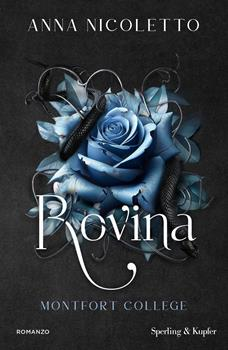 ANNA NICOLETTO
Rovina
MONTFORT COLLEGE
ROMANZO
Sperling & Kupfer